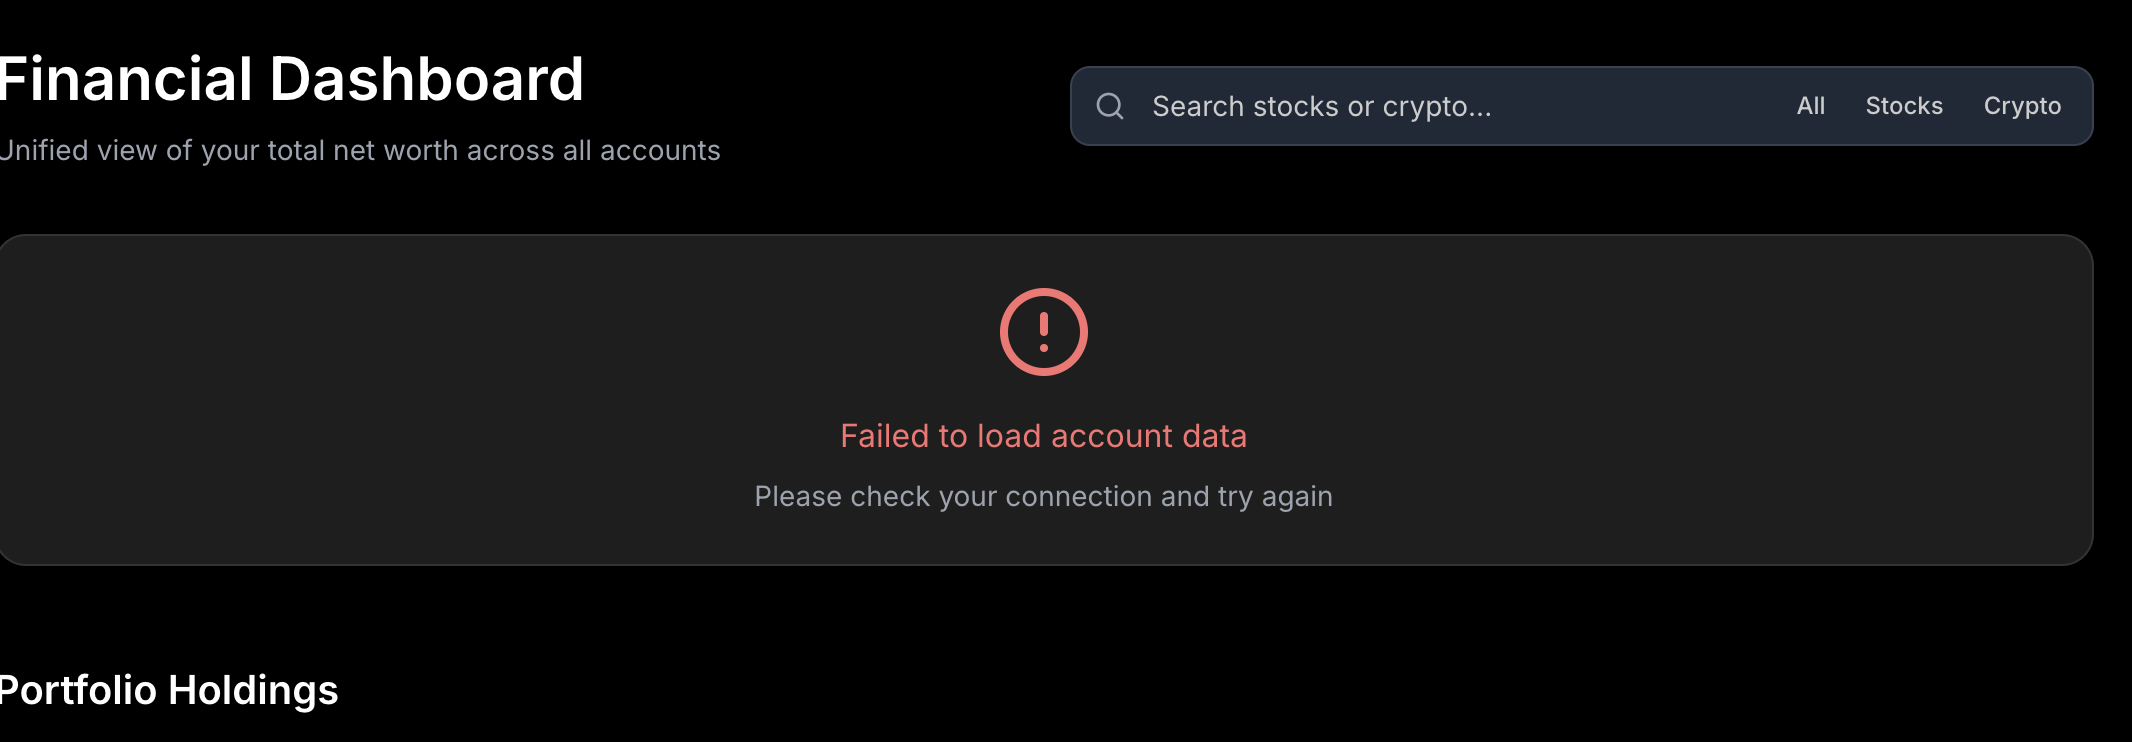 Financial Dashboard
Unified view of your total net worth across all accounts
Search stocks or crypto...
All
Stocks
Crypto
Failed to load account data
Please check your connection and try again
Portfolio Holdings